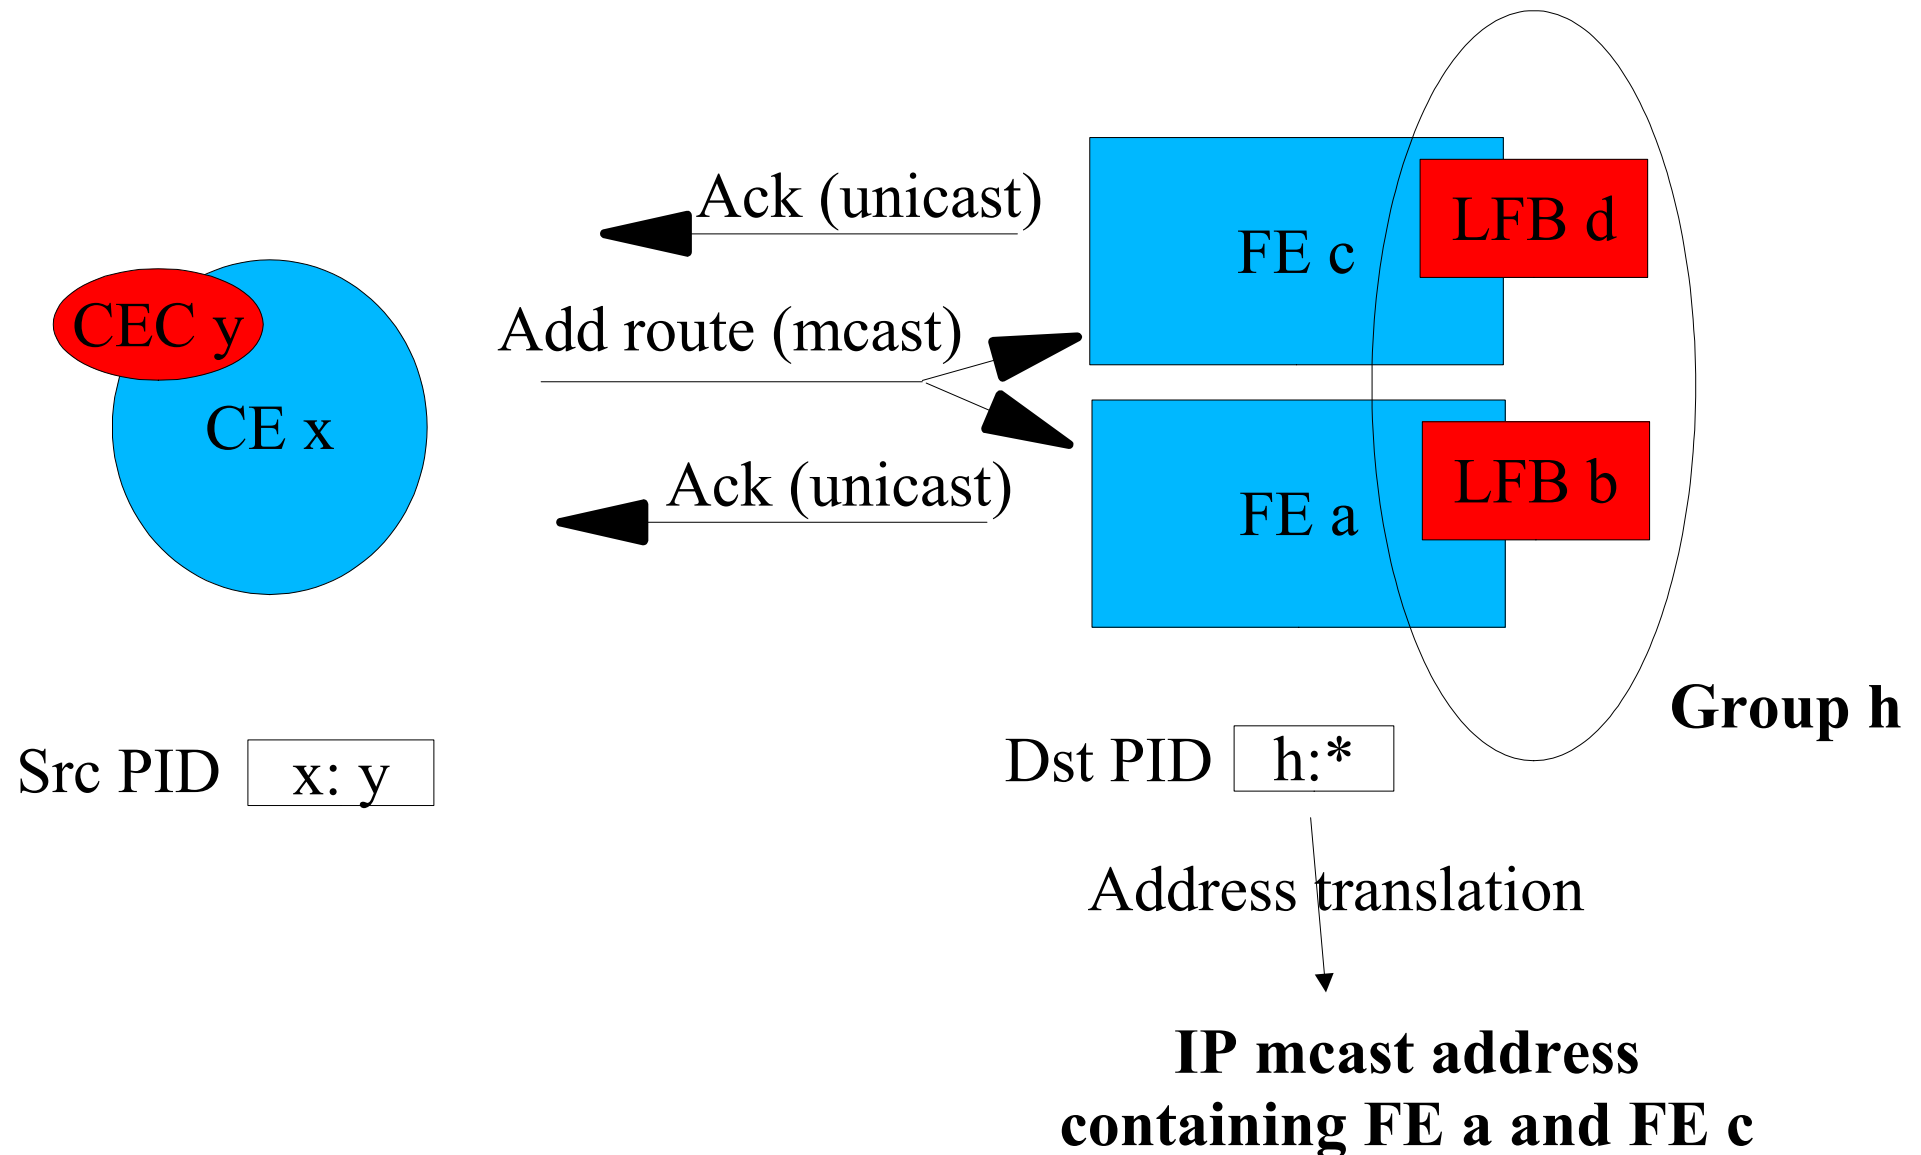 Ack (unicast)
LFB d
FE c
CEC y
Add route (mcast)
CE x
Ack (unicast)
LFB b
FE a
Group h
Src PID x: y
Dst PID h:*
Address translation
IP mcast address
containing FE a and FE c